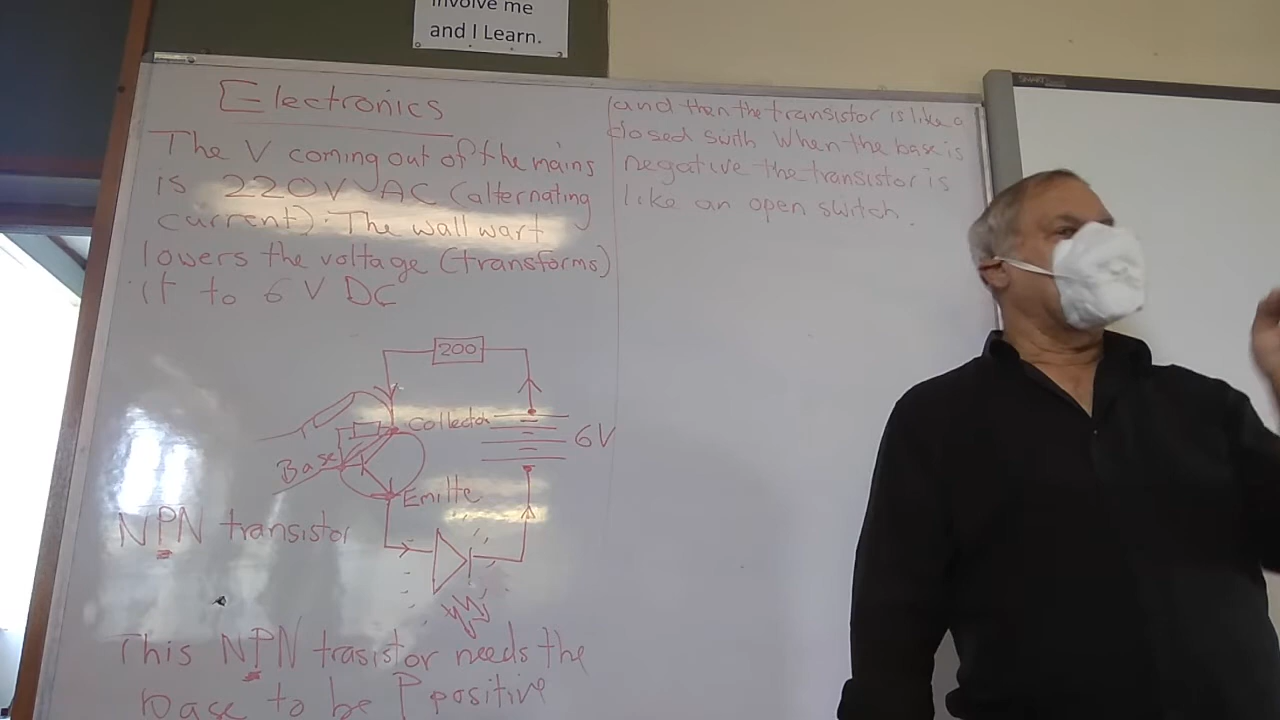 involve me
and I Learn.
Electronics
The V coming out of the mains
is 220V AC (alternating
current). The wall wart
lowers the voltage (transforms)
it to 6 V DC
200
Collector
6V
Base
Emitte
NPN transistor
This NPN trasistor needs the
base to be P positive
(and then the transistor is like a
closed swith When the base is
negative the transistor is
like an open switch.
SMART